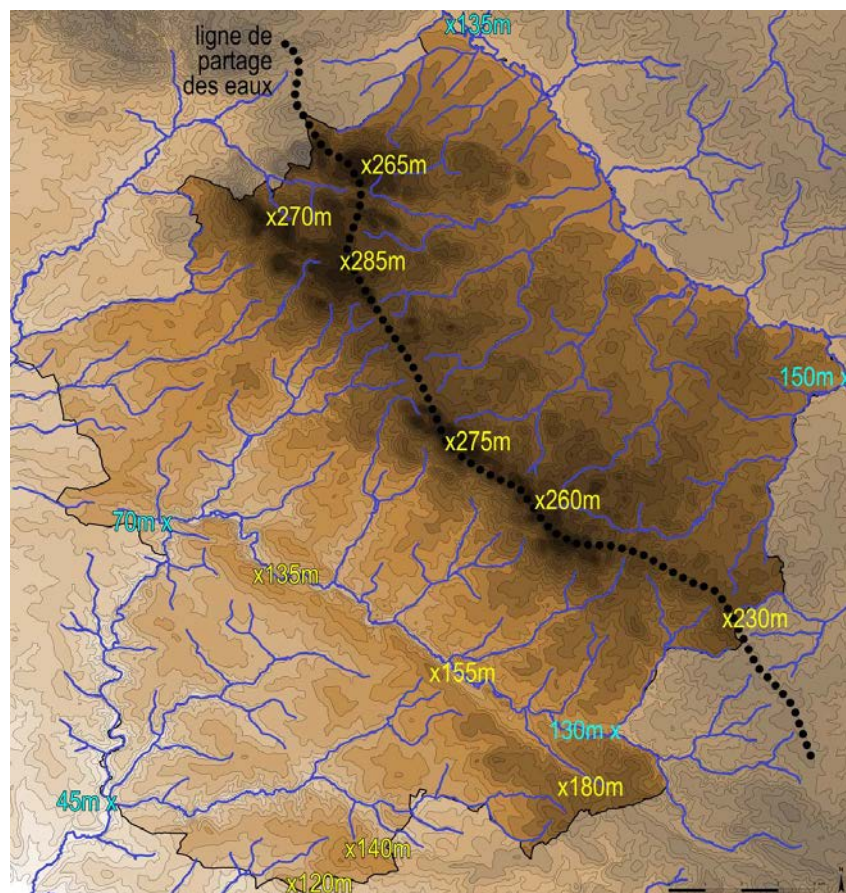 ligne de
partage
des eaux
x135m
x265m
x270m
x285m
150m x
x275m
x260m
70m x
x135m
x230m
x155m
130m x
x180m
45m x
x140m
x120m